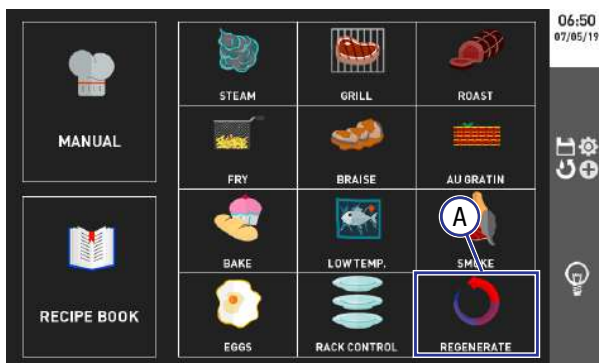 06:50
07/05/19
MANUAL
RECIPE BOOK
STEAM
GRILL
ROAST
FRY
BRAISE
AU GRATIN
BAKE
LOW TEMP.
SMOKE
A
EGGS
RACK CONTROL
REGENERATE